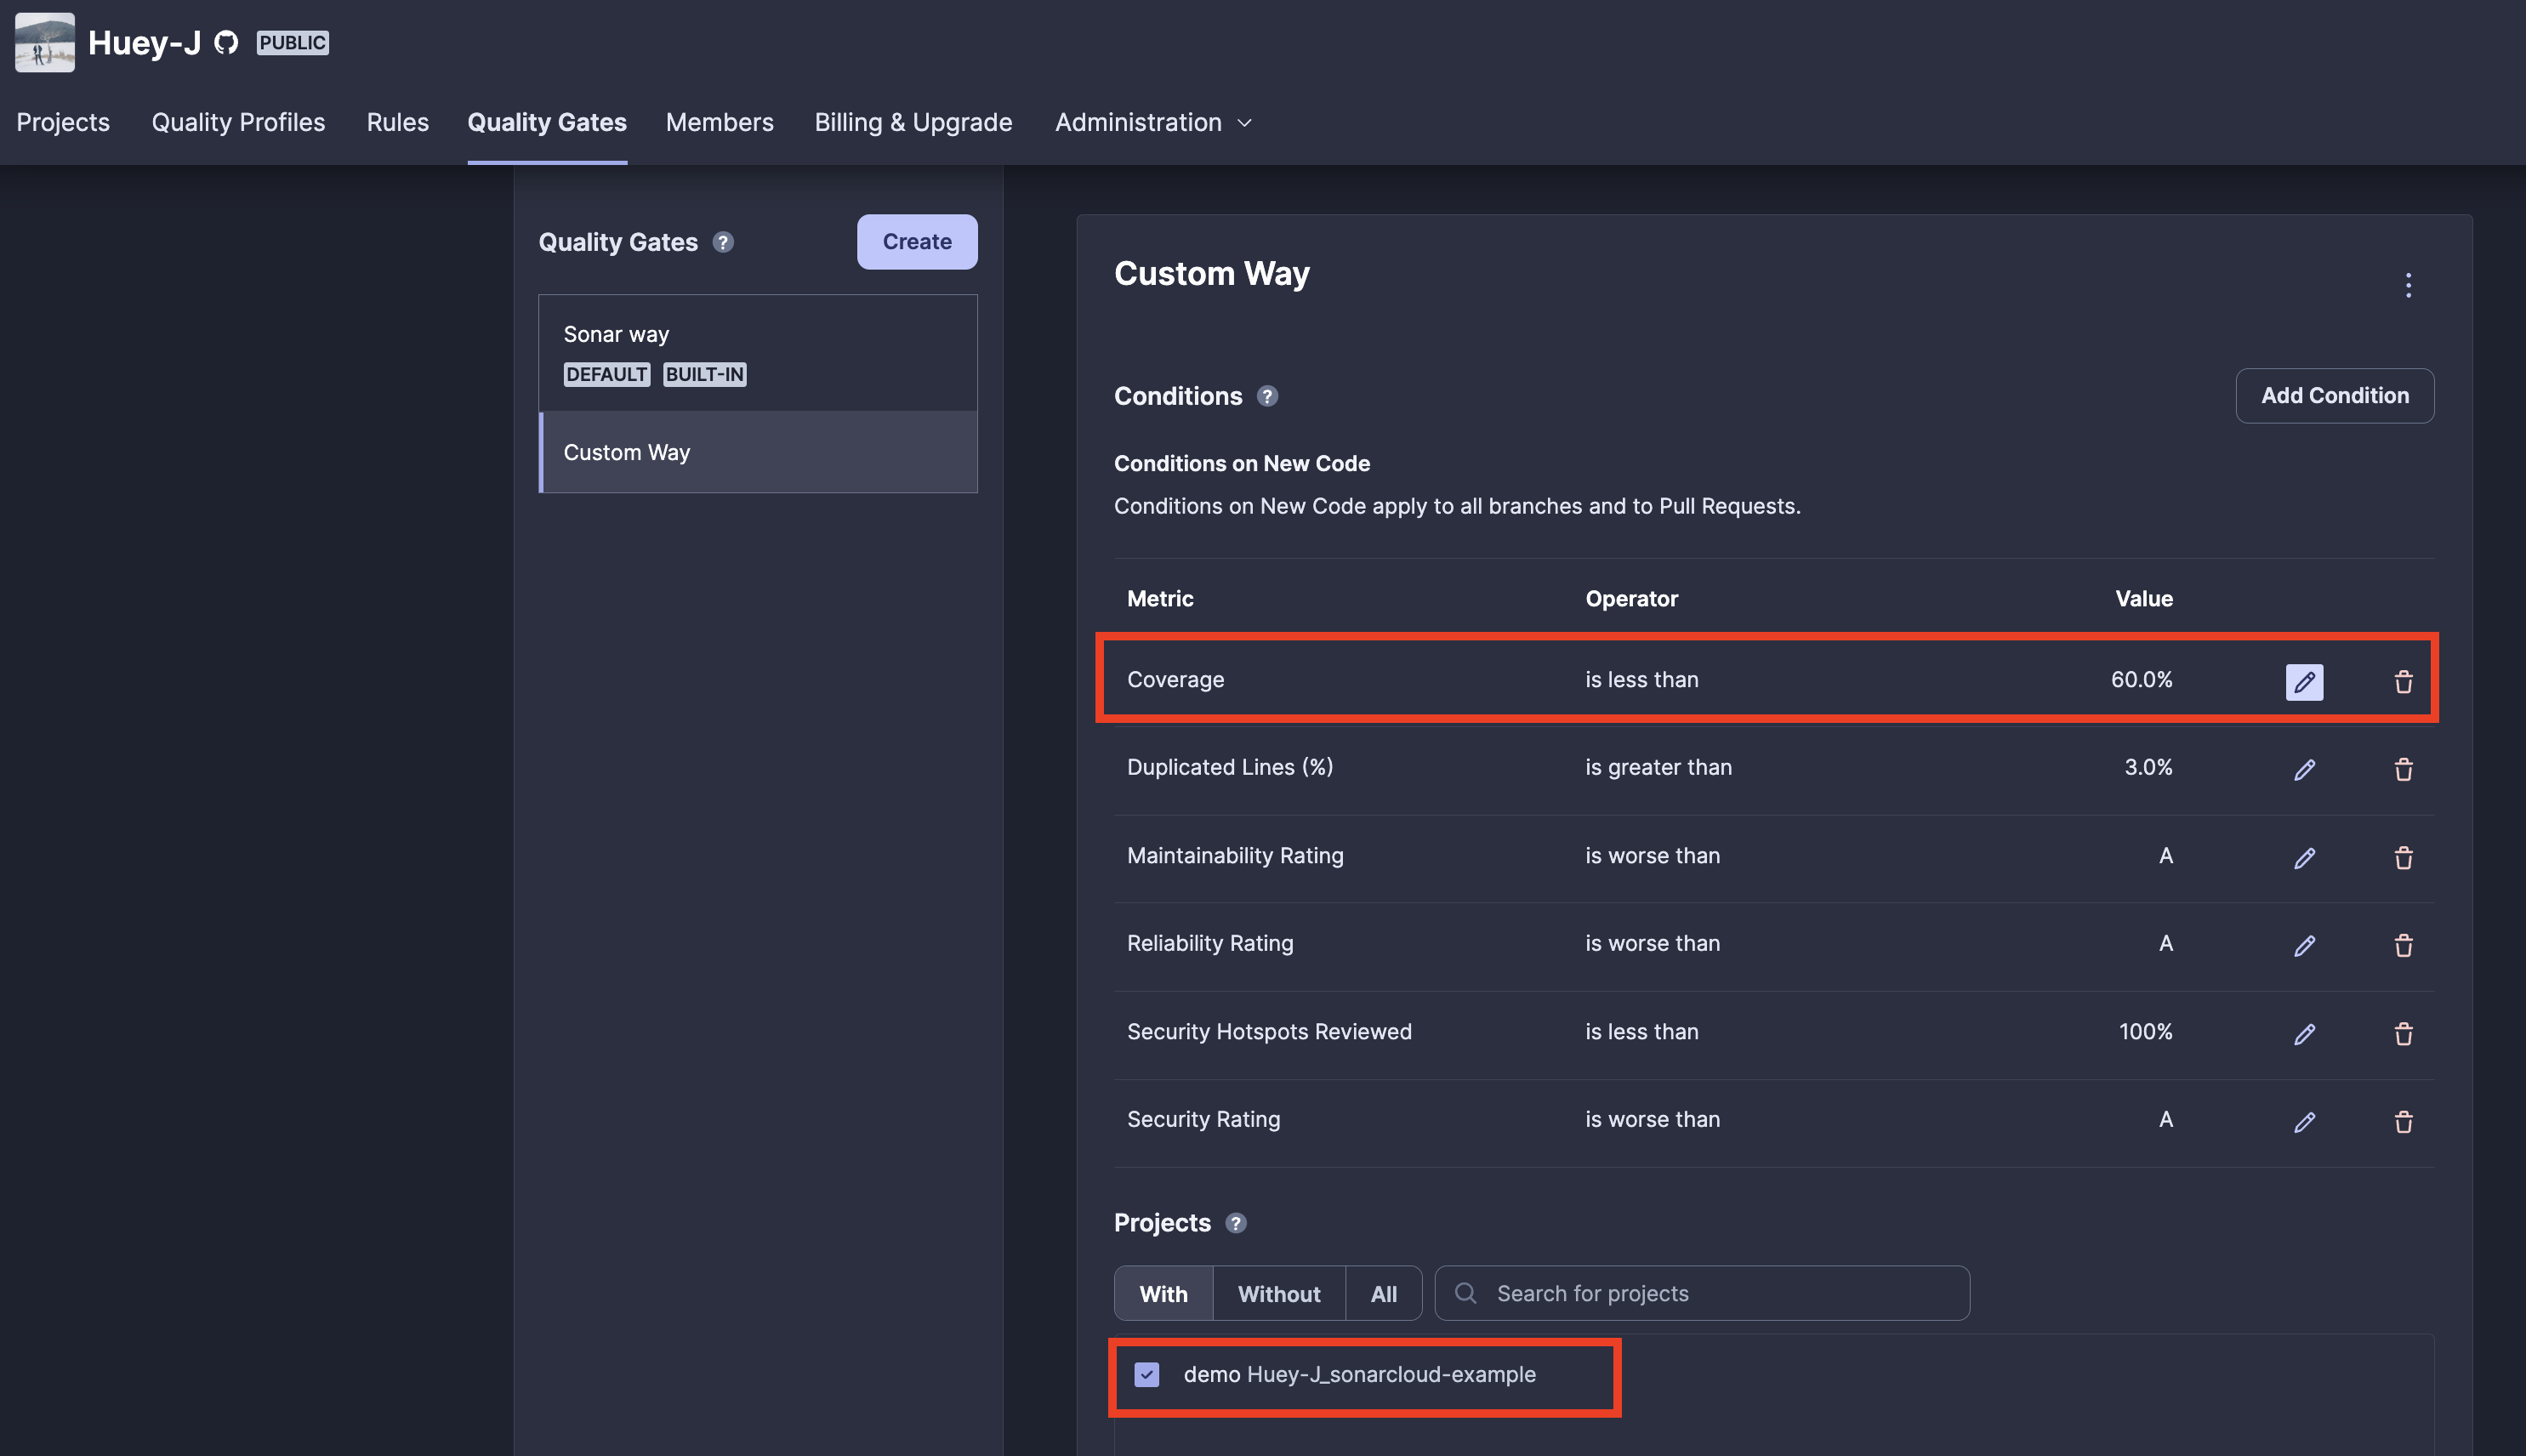 Huey-J PUBLIC
Projects Quality Profiles Rules Quality Gates Members Billing & Upgrade Administration
Quality Gates ? Create
Sonar way
DEFAULT BUILT-IN
Custom Way
Custom Way
Conditions ? Add Condition
Conditions on New Code
Conditions on New Code apply to all branches and to Pull Requests.
Metric Operator Value
Coverage is less than 60.0%
Duplicated Lines (%) is greater than 3.0%
Maintainability Rating is worse than A
Reliability Rating is worse than A
Security Hotspots Reviewed is less than 100%
Security Rating is worse than A
Projects ?
With Without All Search for projects
demo Huey-J_sonarcloud-example